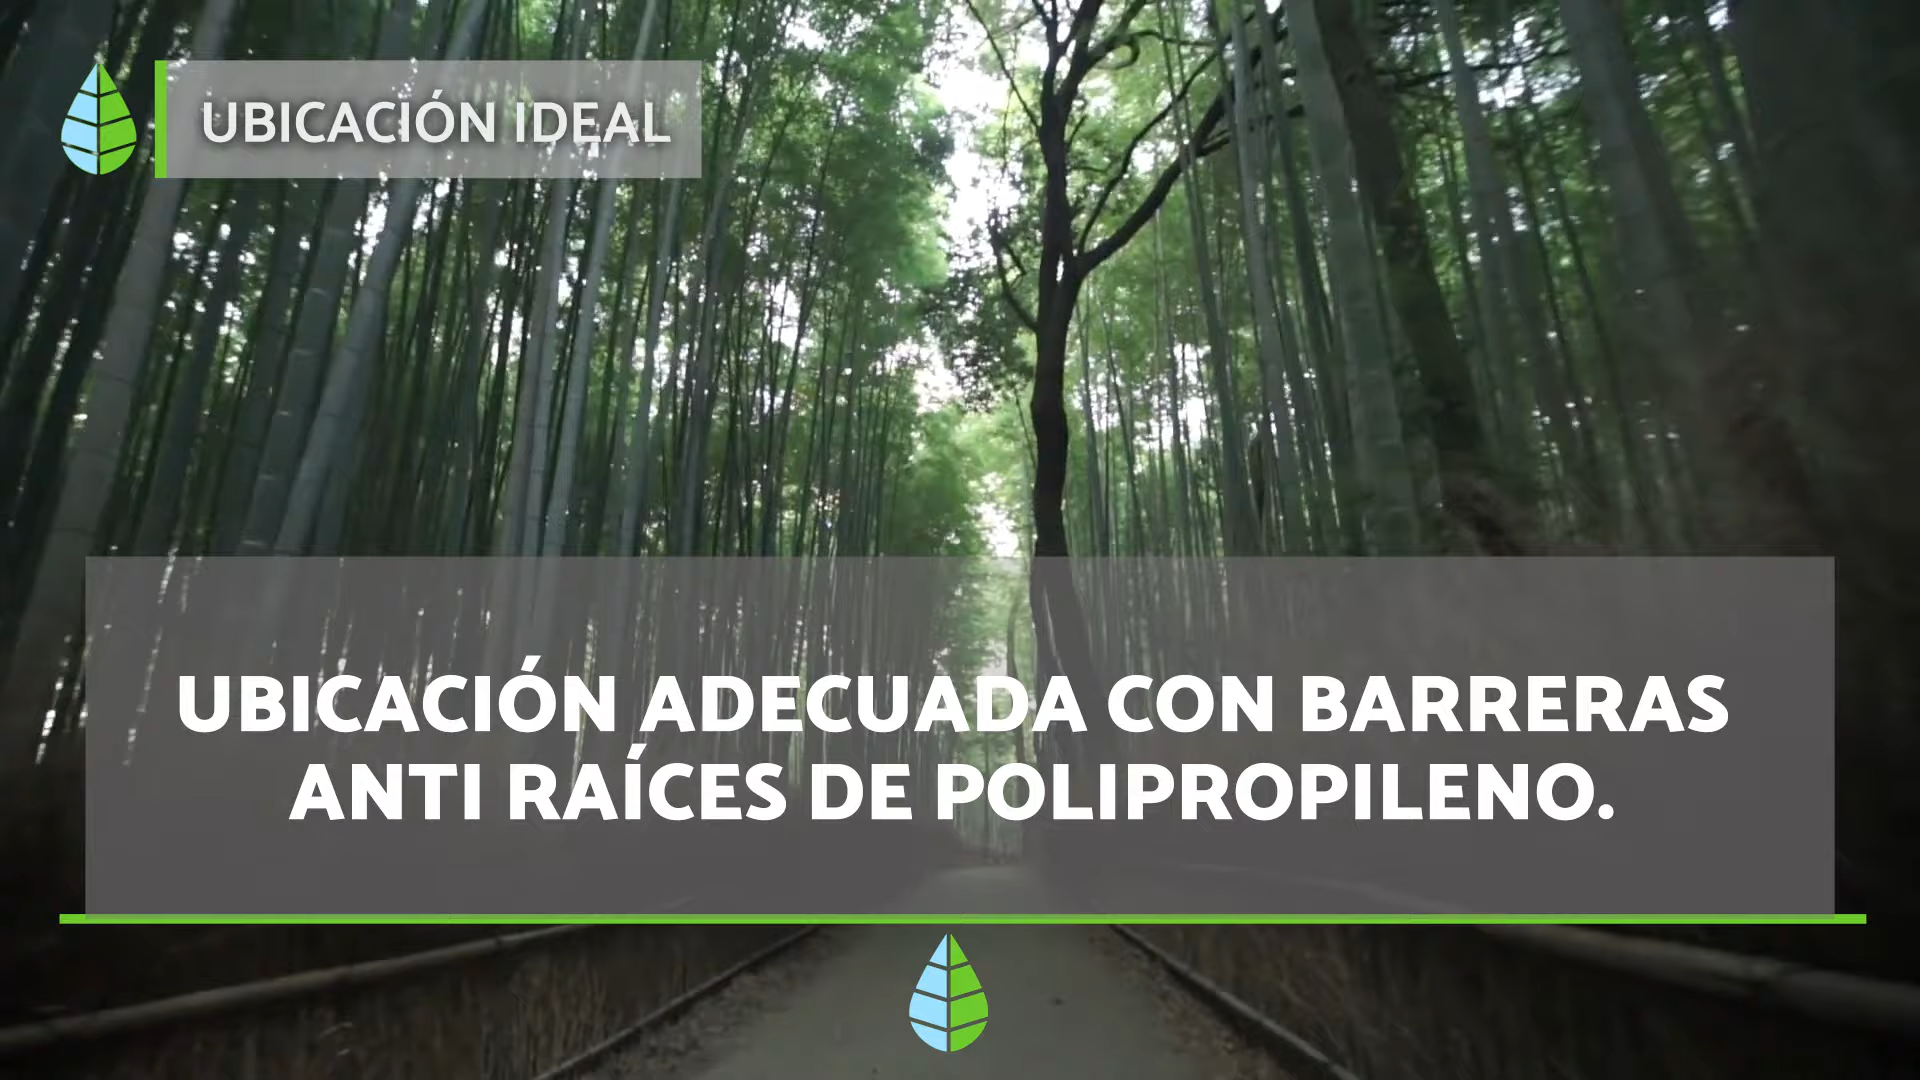 UBICACIÓN IDEAL
UBICACIÓN ADECUADA CON BARRERAS
ANTI RAÍCES DE POLIPROPILENO.